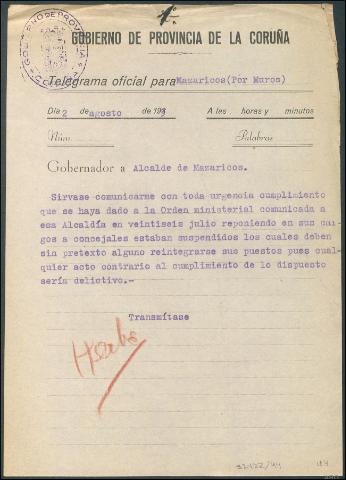 GOBIERNO DE PROVINCIA DE LA CORUÑA
Telegrama oficial para Mazaricos(Por Muros)
Día 2 de agosto de 193 A las horas y minutos
Núm. Palabras
Gobernador a Alcalde de Mazaricos.
Sirvase comunicarme con toda urgencia cumplimiento
que se haya dado a la Orden ministerial comunicada a
esa Alcaldía en veintiseis julio reponiendo en sus car-
gos a concejales estaban suspendidos los cuales deben
sin pretexto alguno reintegrarse sus puestos pues cual-
quier acto contrario al cumplimiento de lo dispuesto
sería delictivo.-
Transmítase